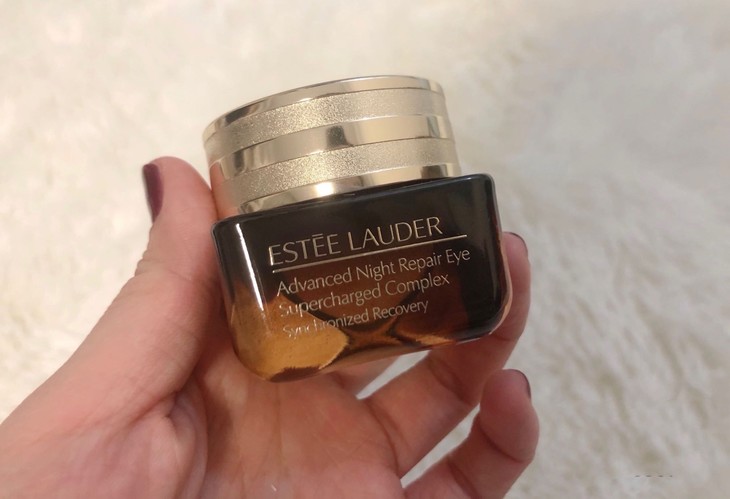 ESTĒE LAUDER
Advanced Night Repair Eye
Supercharged Complex
Synchronized Recovery